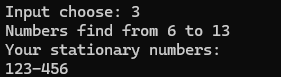 Input choose: 3
Numbers find from 6 to 13
Your stationary numbers:
123-456